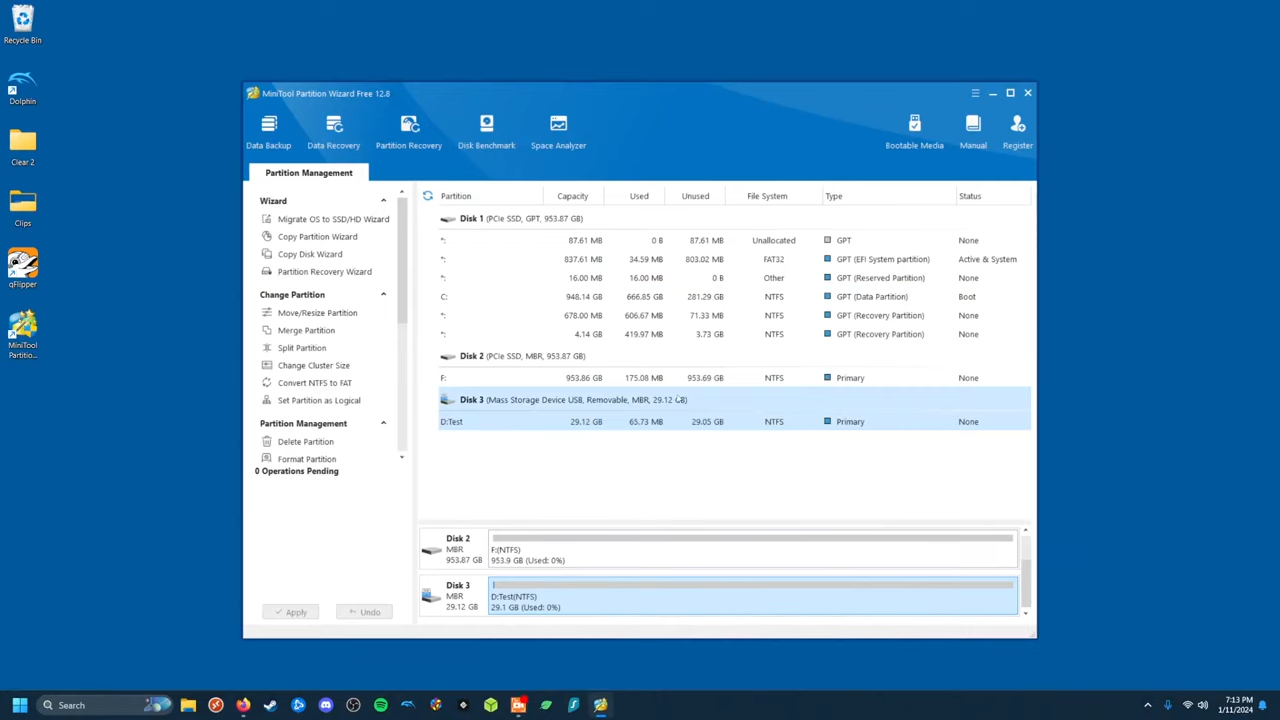 Recycle Bin
Dolphin
Clear 2
Clips
qFlipper
MiniTool
Partitio...
MiniTool Partition Wizard Free 12.8
Data Backup Data Recovery Partition Recovery Disk Benchmark Space Analyzer Bootable Media Manual Register
Partition Management
Wizard
Migrate OS to SSD/HD Wizard
Copy Partition Wizard
Copy Disk Wizard
Partition Recovery Wizard
Change Partition
Move/Resize Partition
Merge Partition
Split Partition
Change Cluster Size
Convert NTFS to FAT
Set Partition as Logical
Partition Management
Delete Partition
Format Partition
0 Operations Pending
Apply Undo
Partition Capacity Used Unused File System Type Status
Disk 1 (PCIe SSD, GPT, 953.87 GB)
*: 87.61 MB 0 B 87.61 MB Unallocated GPT None
*: 837.61 MB 34.59 MB 803.02 MB FAT32 GPT (EFI System partition) Active & System
*: 16.00 MB 16.00 MB 0 B Other GPT (Reserved Partition) None
C: 948.14 GB 666.85 GB 281.29 GB NTFS GPT (Data Partition) Boot
*: 678.00 MB 606.67 MB 71.33 MB NTFS GPT (Recovery Partition) None
*: 4.14 GB 419.97 MB 3.73 GB NTFS GPT (Recovery Partition) None
Disk 2 (PCIe SSD, MBR, 953.87 GB)
F: 953.86 GB 175.08 MB 953.69 GB NTFS Primary None
Disk 3 (Mass Storage Device USB, Removable, MBR, 29.12 GB)
D:Test 29.12 GB 65.73 MB 29.05 GB NTFS Primary None
Disk 2
MBR
953.87 GB
F:(NTFS)
953.9 GB (Used: 0%)
Disk 3
MBR
29.12 GB
D:Test(NTFS)
29.1 GB (Used: 0%)
Search
7:13 PM
1/11/2024